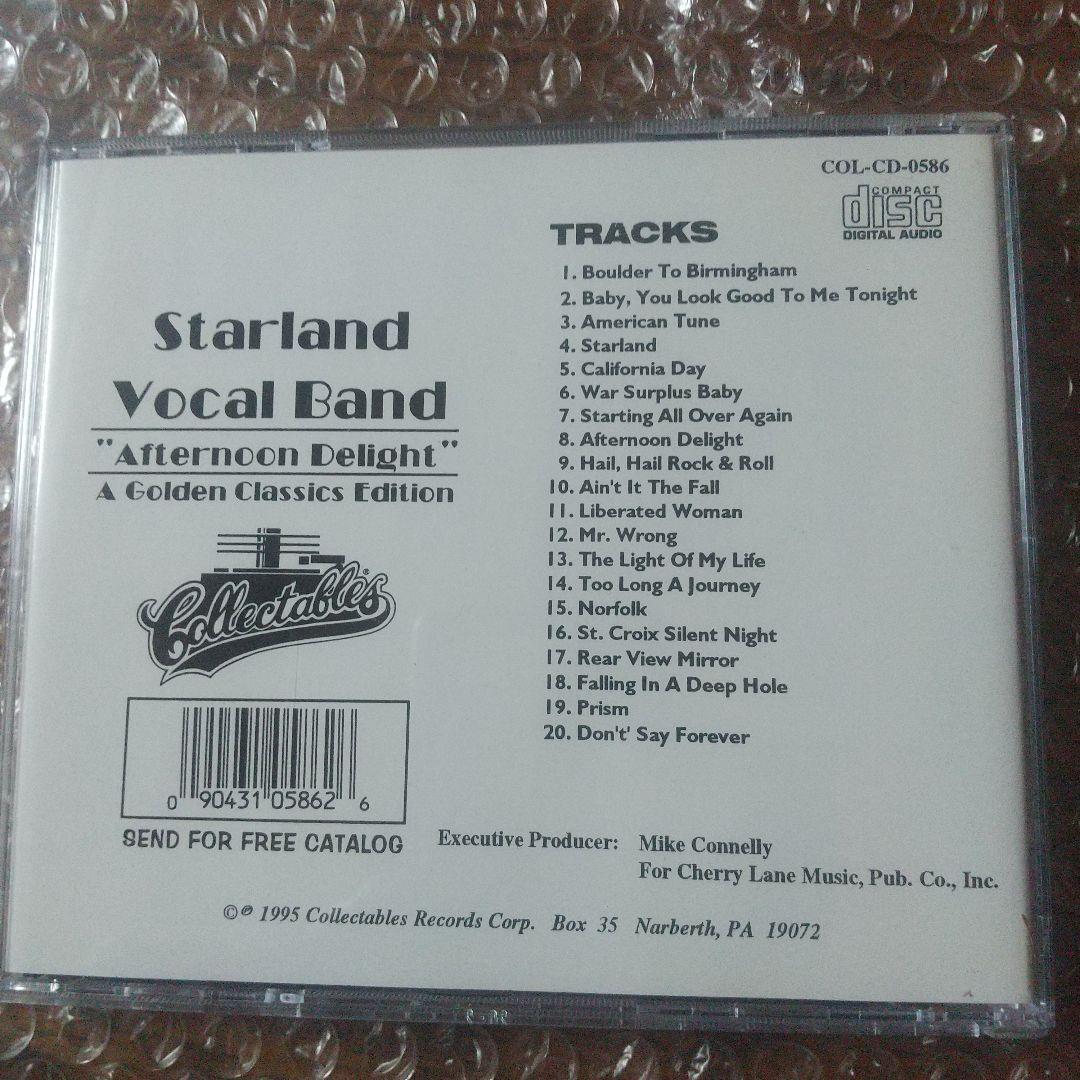 COL-CD-0586
COMPACT
disc
DIGITAL AUDIO
Starland
Vocal Band
"Afternoon Delight"
A Golden Classics Edition
Collectables®
0 90431 05862 6
SEND FOR FREE CATALOG
TRACKS
1. Boulder To Birmingham
2. Baby, You Look Good To Me Tonight
3. American Tune
4. Starland
5. California Day
6. War Surplus Baby
7. Starting All Over Again
8. Afternoon Delight
9. Hail, Hail Rock & Roll
10. Ain't It The Fall
11. Liberated Woman
12. Mr. Wrong
13. The Light Of My Life
14. Too Long A Journey
15. Norfolk
16. St. Croix Silent Night
17. Rear View Mirror
18. Falling In A Deep Hole
19. Prism
20. Don't' Say Forever
Executive Producer: Mike Connelly
For Cherry Lane Music, Pub. Co., Inc.
©℗ 1995 Collectables Records Corp. Box 35 Narberth, PA 19072